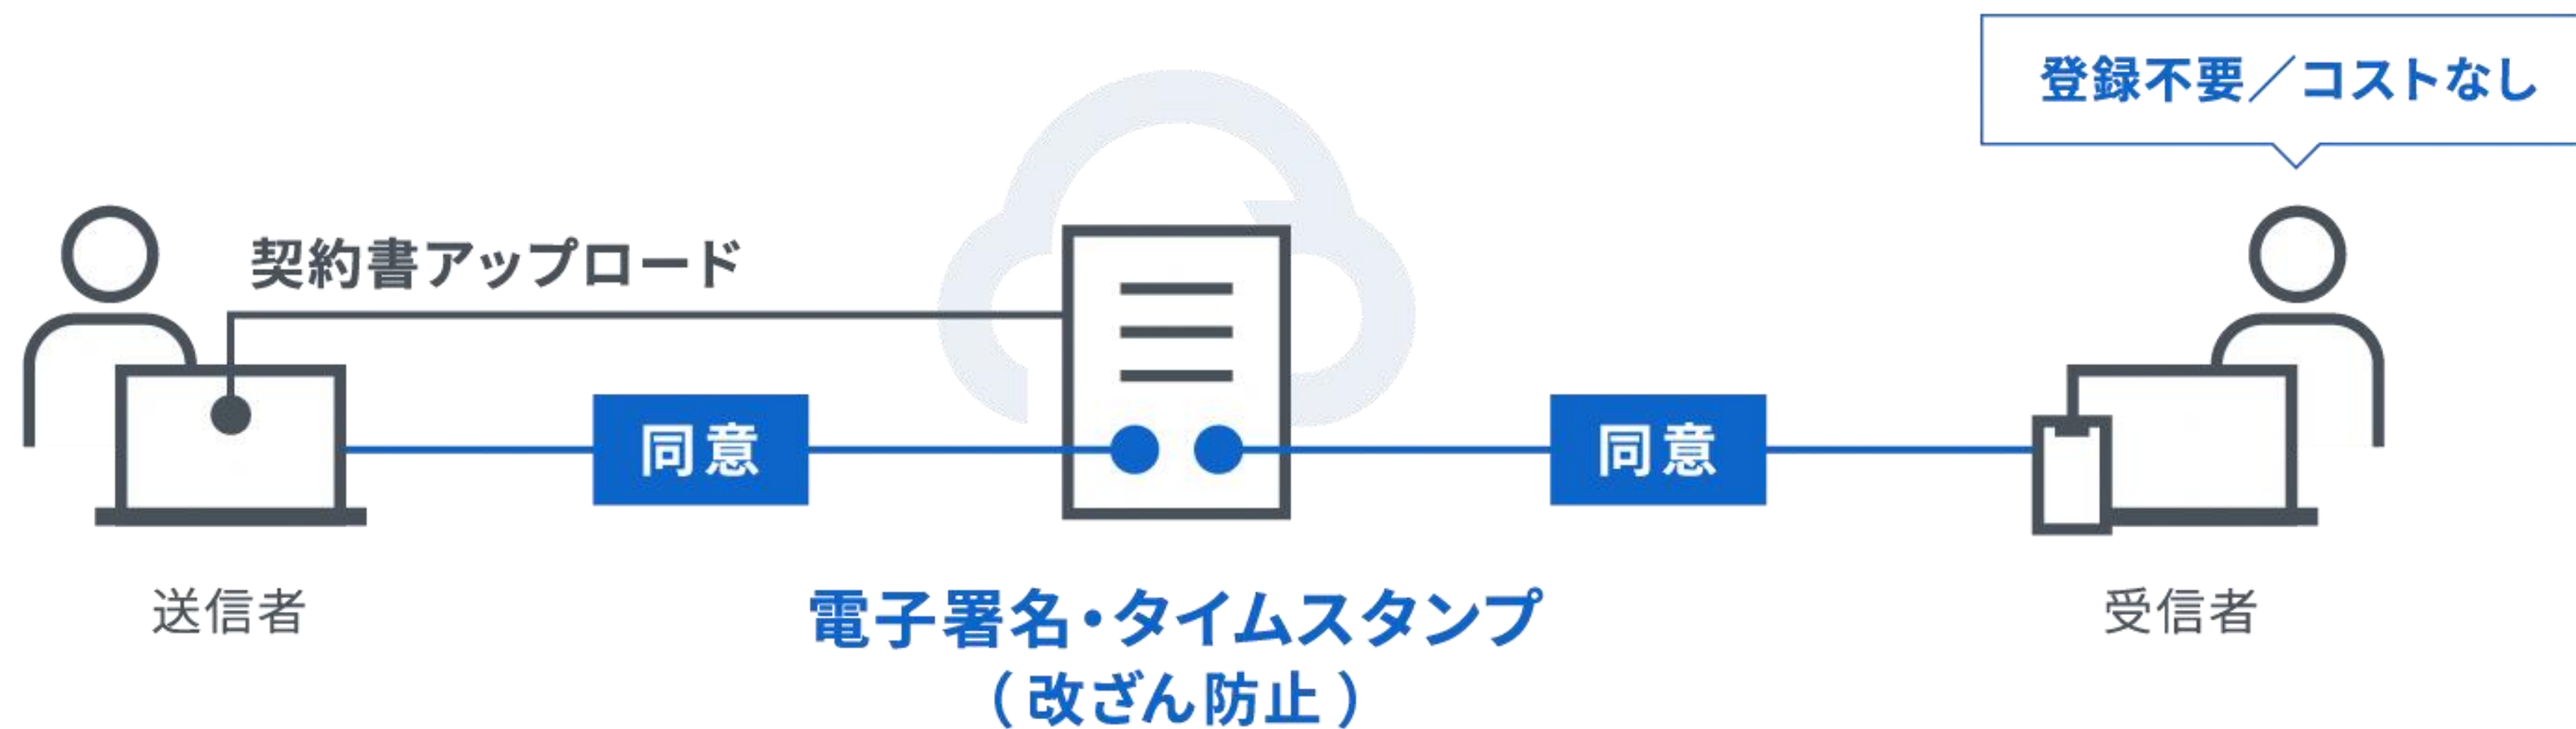 登録不要／コストなし
契約書アップロード
同意
同意
送信者
電子署名・タイムスタンプ
（改ざん防止）
受信者